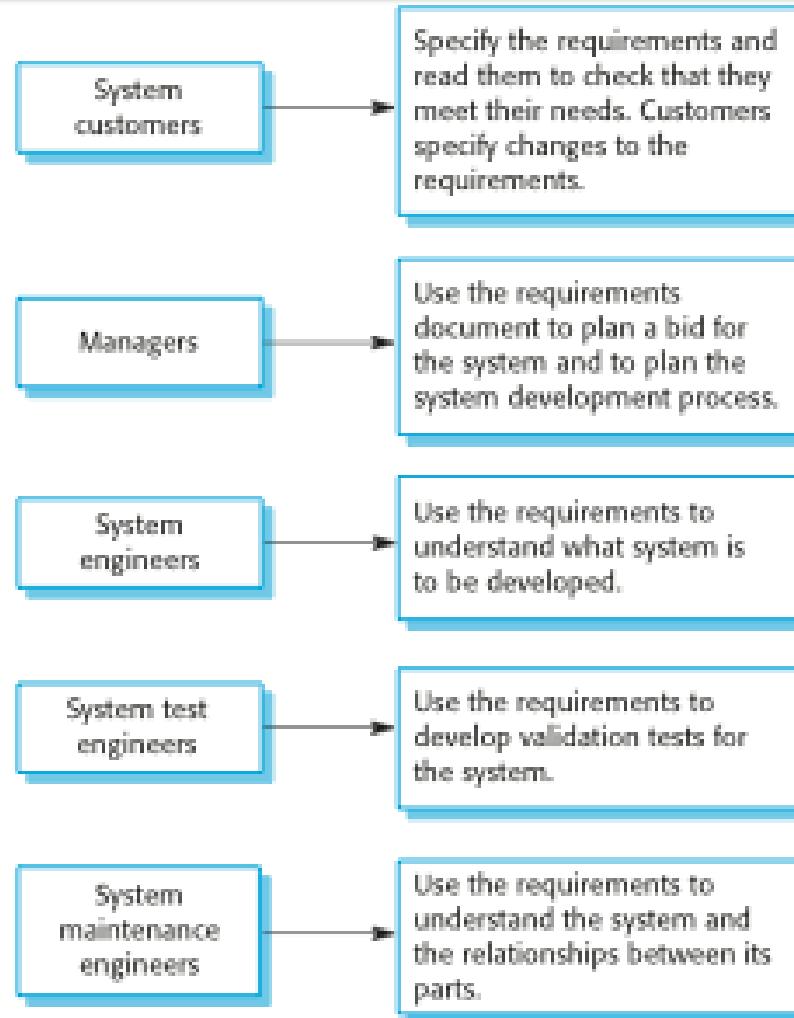 System
customers
Specify the requirements and
read them to check that they
meet their needs. Customers
specify changes to the
requirements.
Managers
Use the requirements
document to plan a bid for
the system and to plan the
system development process.
System
engineers
Use the requirements to
understand what system is
to be developed.
System test
engineers
Use the requirements to
develop validation tests for
the system.
System
maintenance
engineers
Use the requirements to
understand the system and
the relationships between its
parts.